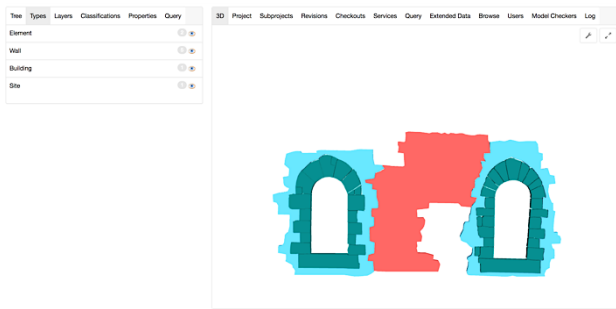 Tree Types Layers Classifications Properties Query
Element
Wall
Building
Site
3D Project Subprojects Revisions Checkouts Services Query Extended Data Browse Users Model Checkers Log